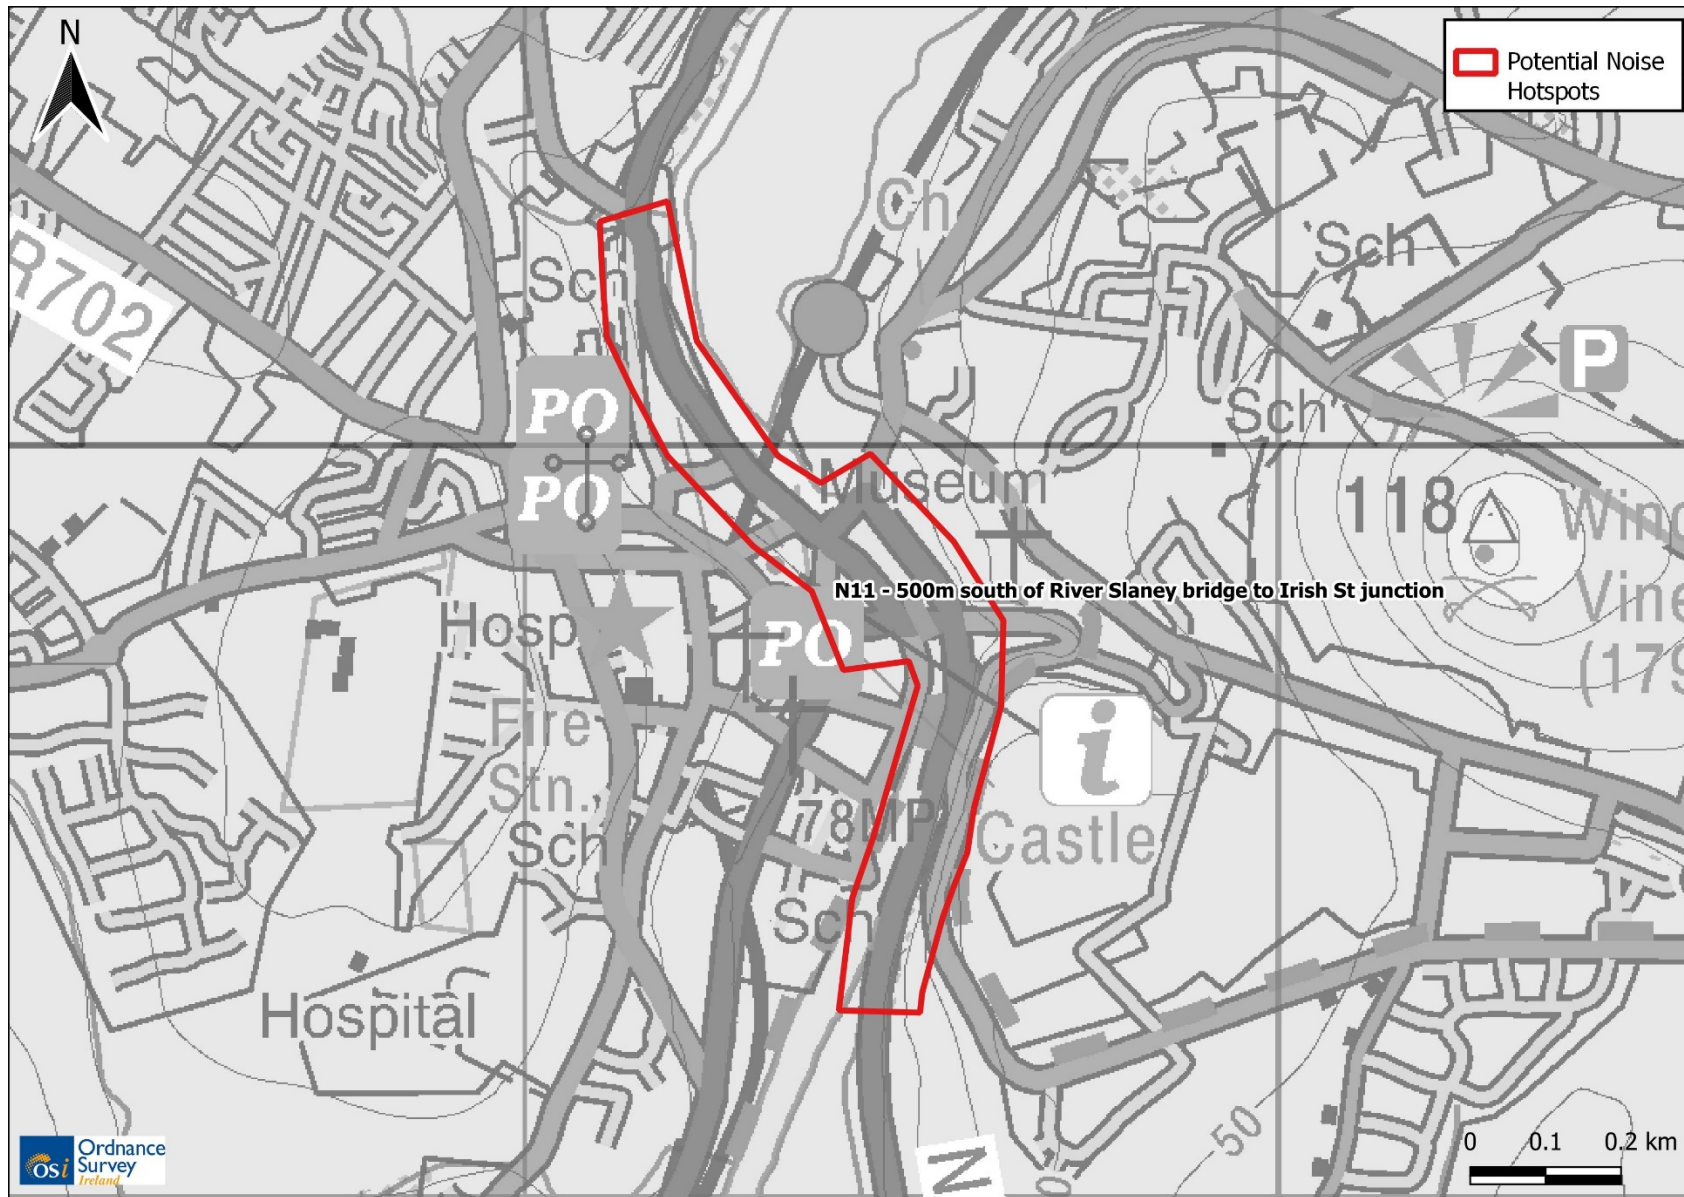 N
Potential Noise
Hotspots
Ch
Sch
Sch
R702
PO
Sch
Museum
118
PO
N11 - 500m south of River Slaney bridge to Irish St junction
Hosp
PO
Vine
(179
Fire
Stn.
i
P
78MP
Castle
Sch
Sch
Hospital
50
N
Ordnance
Survey
Ireland
osi
0 0.1 0.2 km